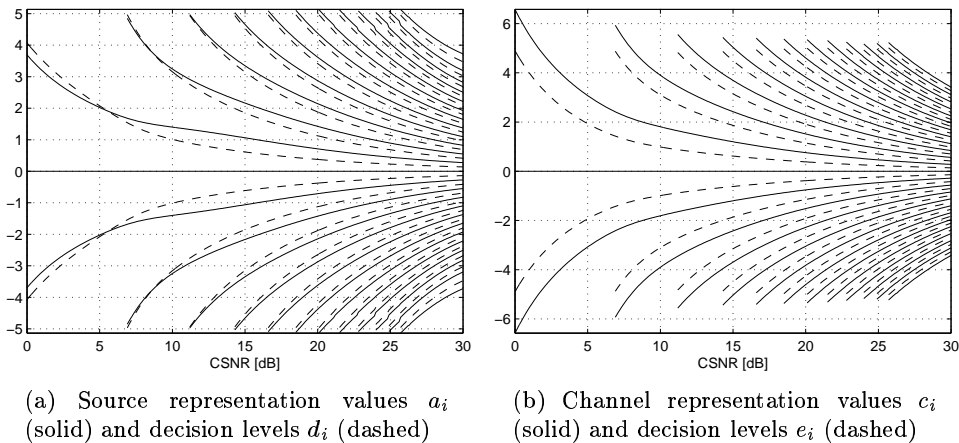 5
4
3
2
1
0
−1
−2
−3
−4
−5
0 5 10 15 20 25 30
CSNR [dB]
6
4
2
0
−2
−4
−6
0 5 10 15 20 25 30
CSNR [dB]
(a) Source representation values a_i
(solid) and decision levels d_i (dashed)
(b) Channel representation values c_i
(solid) and decision levels e_i (dashed)